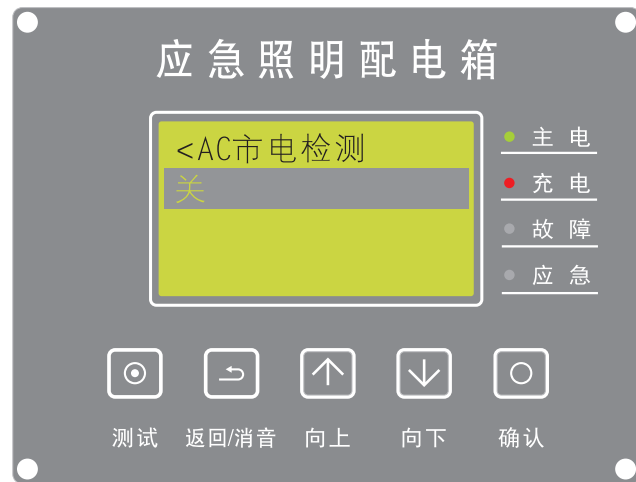 应急照明配电箱
<AC市电检测
关
主电
充电
故障
应急
测试 返回/消音 向上 向下 确认